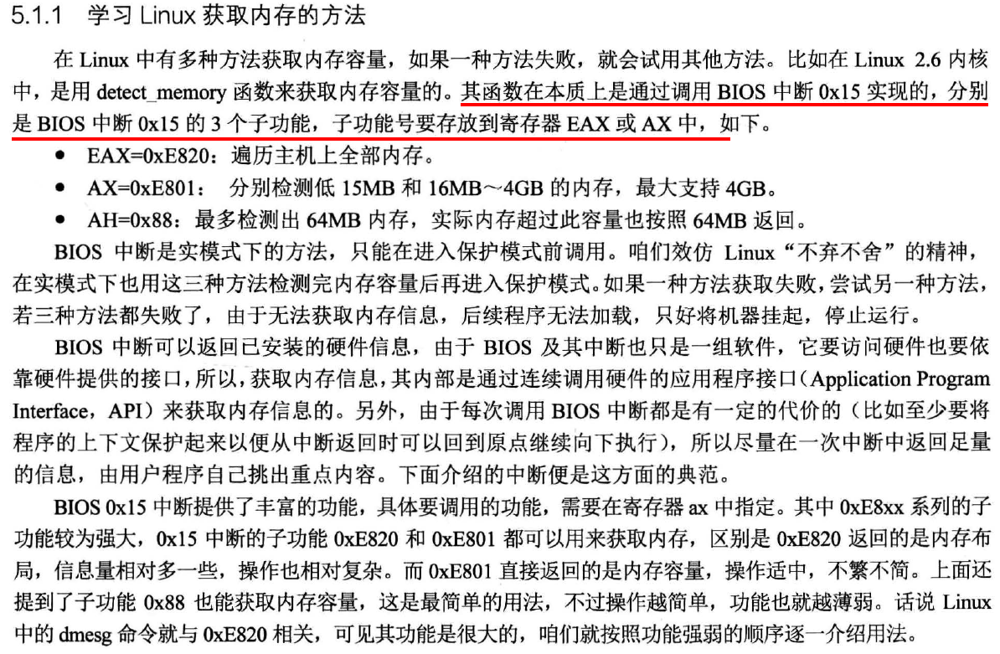 5.1.1 学习 Linux 获取内存的方法
在 Linux 中有多种方法获取内存容量，如果一种方法失败，就会试用其他方法。比如在 Linux 2.6 内核
中，是用 detect_memory 函数来获取内存容量的。其函数在本质上是通过调用 BIOS 中断 0x15 实现的，分别
是 BIOS 中断 0x15 的 3 个子功能，子功能号要存放到寄存器 EAX 或 AX 中，如下。
● EAX=0xE820：遍历主机上全部内存。
● AX=0xE801： 分别检测低 15MB 和 16MB～4GB 的内存，最大支持 4GB。
● AH=0x88：最多检测出 64MB 内存，实际内存超过此容量也按照 64MB 返回。
BIOS 中断是实模式下的方法，只能在进入保护模式前调用。咱们效仿 Linux“不弃不舍”的精神，
在实模式下也用这三种方法检测完内存容量后再进入保护模式。如果一种方法获取失败，尝试另一种方法，
若三种方法都失败了，由于无法获取内存信息，后续程序无法加载，只好将机器挂起，停止运行。
BIOS 中断可以返回已安装的硬件信息，由于 BIOS 及其中断也只是一组软件，它要访问硬件也要依
靠硬件提供的接口，所以，获取内存信息，其内部是通过连续调用硬件的应用程序接口（Application Program
Interface，API）来获取内存信息的。另外，由于每次调用 BIOS 中断都是有一定的代价的（比如至少要将
程序的上下文保护起来以便从中断返回时可以回到原点继续向下执行），所以尽量在一次中断中返回足量
的信息，由用户程序自己挑出重点内容。下面介绍的中断便是这方面的典范。
BIOS 0x15 中断提供了丰富的功能，具体要调用的功能，需要在寄存器 ax 中指定。其中 0xE8xx 系列的子
功能较为强大，0x15 中断的子功能 0xE820 和 0xE801 都可以用来获取内存，区别是 0xE820 返回的是内存布
局，信息量相对多一些，操作也相对复杂。而 0xE801 直接返回的是内存容量，操作适中，不繁不简。上面还
提到了子功能 0x88 也能获取内存容量，这是最简单的用法，不过操作越简单，功能也就越薄弱。话说 Linux
中的 dmesg 命令就与 0xE820 相关，可见其功能是很大的，咱们就按照功能强弱的顺序逐一介绍用法。